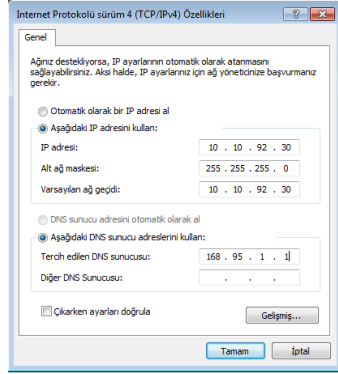 Internet Protokolü sürüm 4 (TCP/IPv4) Özellikleri
Genel
Ağınız destekliyorsa, IP ayarlarının otomatik olarak atanmasını
sağlayabilirsiniz. Aksi halde, IP ayarlarınız için ağ yöneticinize başvurmanız
gerekir.
Otomatik olarak bir IP adresi al
Aşağıdaki IP adresini kullan:
IP adresi: 10 . 10 . 92 . 30
Alt ağ maskesi: 255 . 255 . 255 . 0
Varsayılan ağ geçidi: 10 . 10 . 92 . 30
DNS sunucu adresini otomatik olarak al
Aşağıdaki DNS sunucu adreslerini kullan:
Tercih edilen DNS sunucusu: 168 . 95 . 1 . 1
Diğer DNS Sunucusu: . . .
Çıkarken ayarları doğrula
Gelişmiş...
Tamam İptal